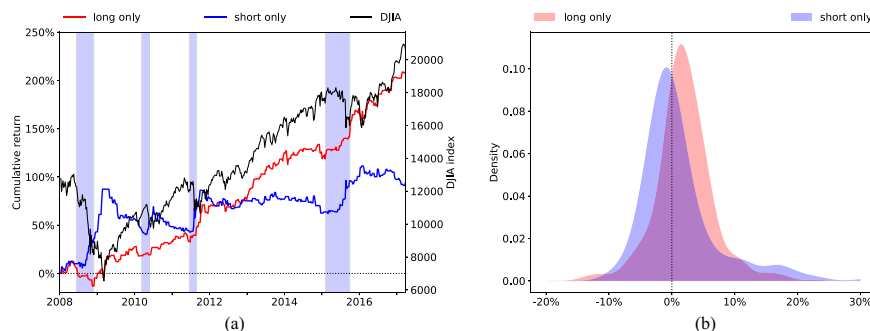 long only short only DJIA
250%
200%
150%
100%
50%
0%
Cumulative return
20000
18000
16000
14000
12000
10000
8000
6000
DJIA index
2008 2010 2012 2014 2016
(a)
long only short only
0.10
0.08
0.06
0.04
0.02
0.00
Density
-20% -10% 0% 10% 20% 30%
(b)